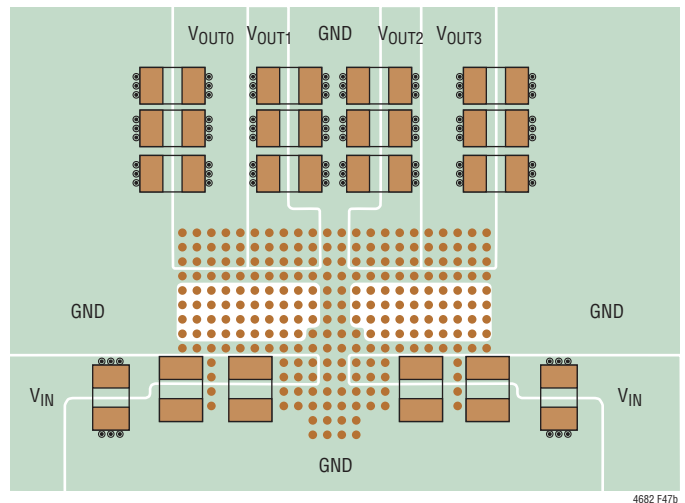 VOUT0 VOUT1 GND VOUT2 VOUT3
GND GND
VIN VIN
GND
4682 F47b